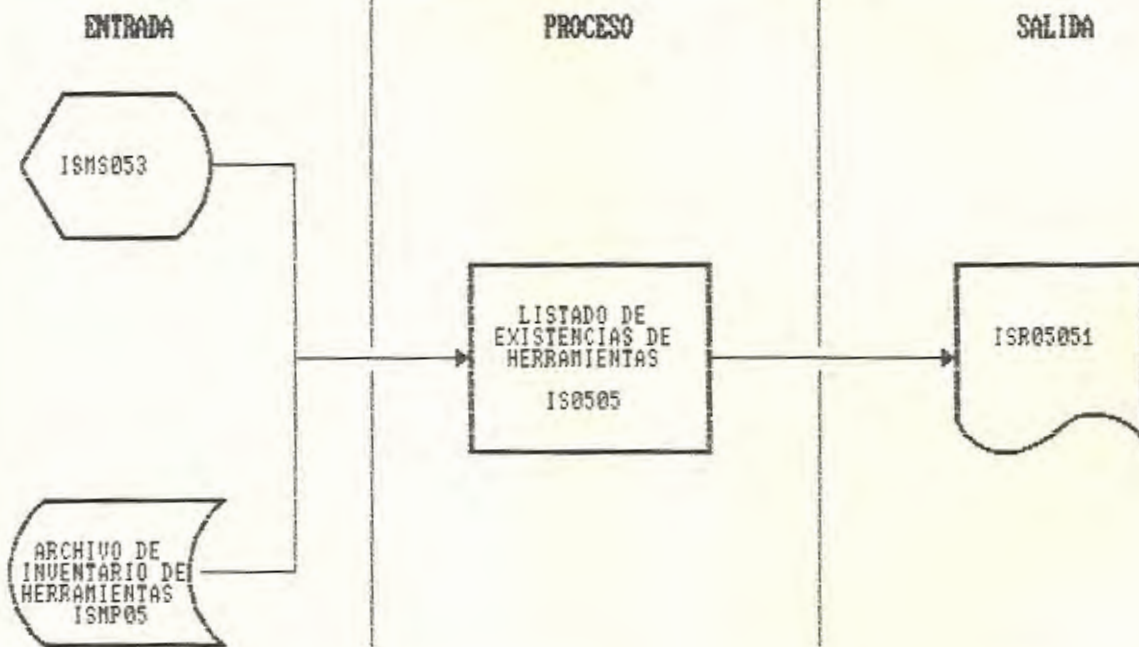 ENTRADA
PROCESO
SALIDA
ISMS053
LISTADO DE
EXISTENCIAS DE
HERRAMIENTAS
IS0505
ISR05051
ARCHIVO DE
INVENTARIO DE
HERRAMIENTAS
ISMP05